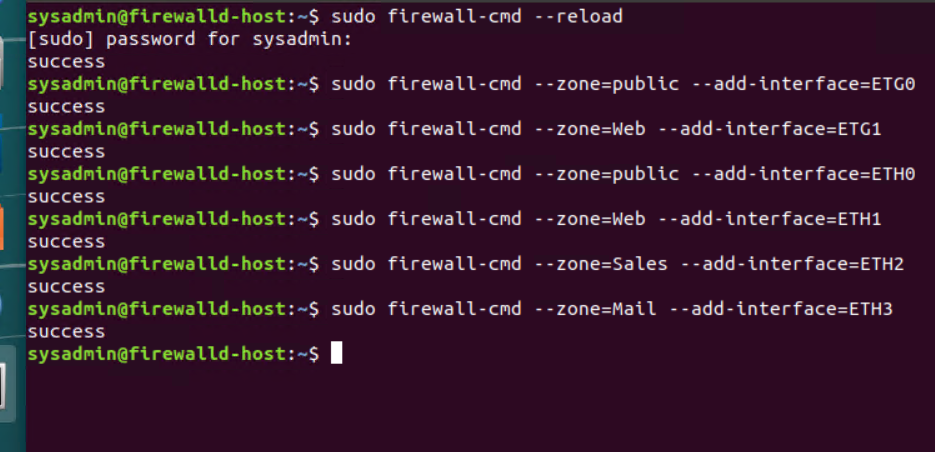 sysadmin@firewalld-host:~$ sudo firewall-cmd --reload
[sudo] password for sysadmin:
success
sysadmin@firewalld-host:~$ sudo firewall-cmd --zone=public --add-interface=ETG0
success
sysadmin@firewalld-host:~$ sudo firewall-cmd --zone=Web --add-interface=ETG1
success
sysadmin@firewalld-host:~$ sudo firewall-cmd --zone=public --add-interface=ETH0
success
sysadmin@firewalld-host:~$ sudo firewall-cmd --zone=Web --add-interface=ETH1
success
sysadmin@firewalld-host:~$ sudo firewall-cmd --zone=Sales --add-interface=ETH2
success
sysadmin@firewalld-host:~$ sudo firewall-cmd --zone=Mail --add-interface=ETH3
success
sysadmin@firewalld-host:~$